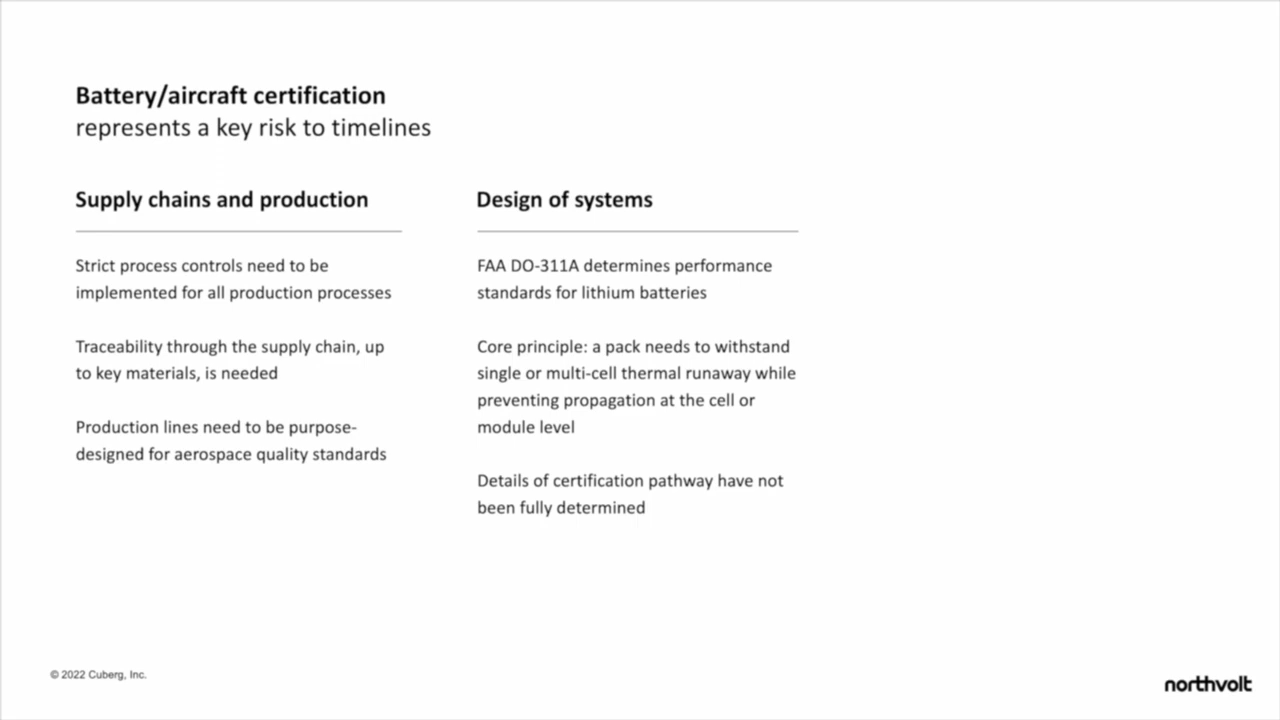 Battery/aircraft certification
represents a key risk to timelines
Supply chains and production
Strict process controls need to be
implemented for all production processes
Traceability through the supply chain, up
to key materials, is needed
Production lines need to be purpose-
designed for aerospace quality standards
Design of systems
FAA DO-311A determines performance
standards for lithium batteries
Core principle: a pack needs to withstand
single or multi-cell thermal runaway while
preventing propagation at the cell or
module level
Details of certification pathway have not
been fully determined
© 2022 Cuberg, Inc.
northvolt